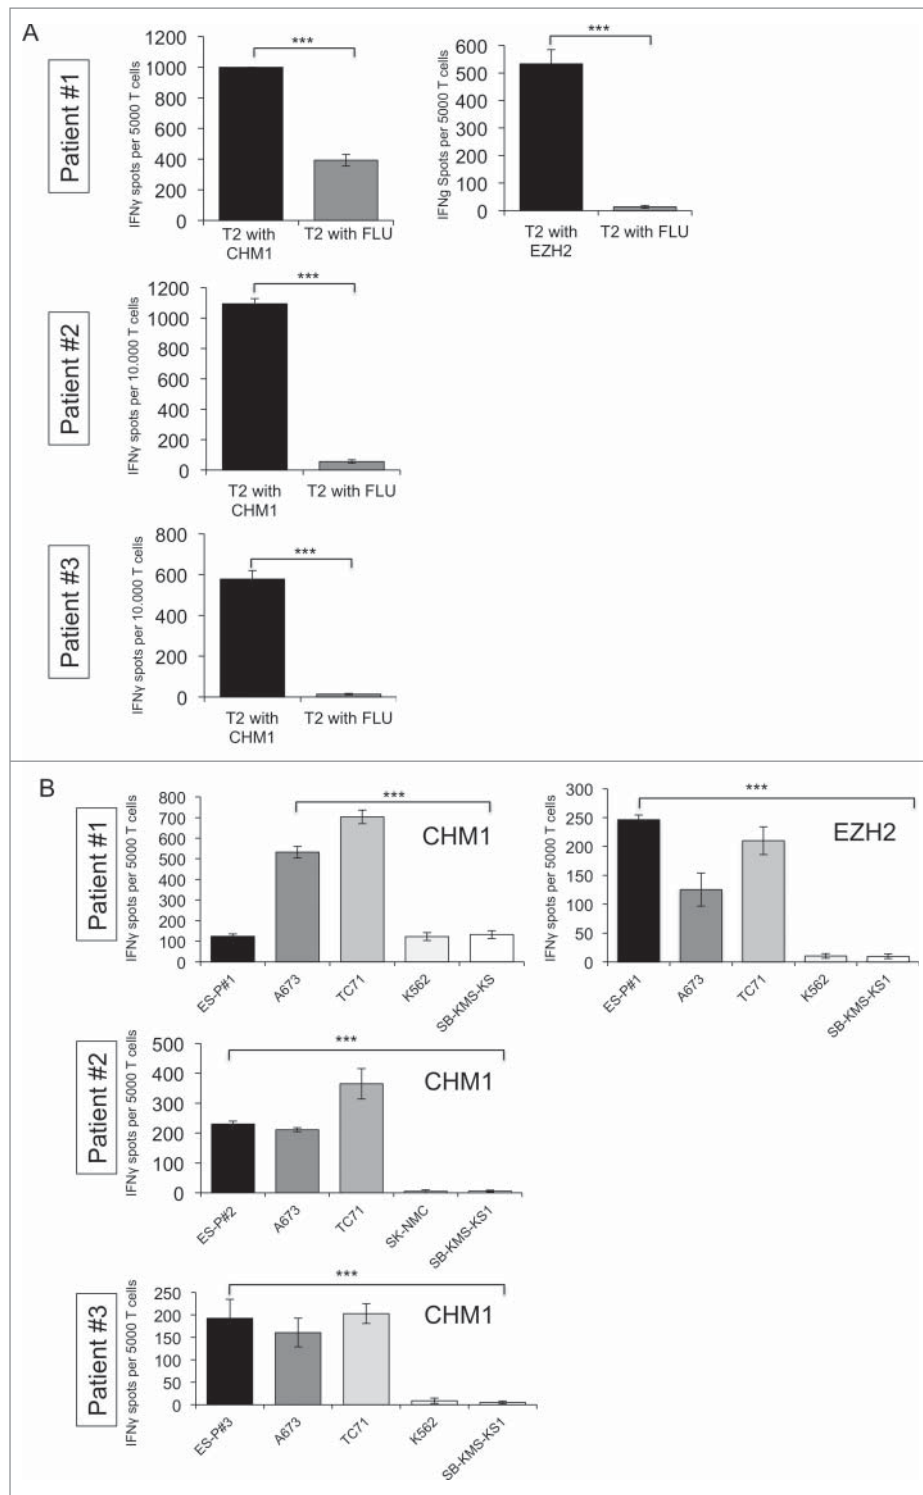 A
Patient #1
IFNγ spots per 5000 T cells
1200
1000
800
600
400
200
0
***
T2 with
CHM1
T2 with FLU
IFNg Spots per 5000 T cells
600
500
400
300
200
100
0
***
T2 with
EZH2
T2 with FLU
Patient #2
IFNγ spots per 10.000 T cells
1200
1000
800
600
400
200
0
***
T2 with
CHM1
T2 with FLU
Patient #3
IFNγ spots per 10.000 T cells
800
600
400
200
0
***
T2 with
CHM1
T2 with FLU
B
Patient #1
IFNγ spots per 5000 T cells
800
700
600
500
400
300
200
100
0
***
CHM1
ES-P#1
A673
TC71
K562
SB-KMS-KS
IFNγ spots per 5000 T cells
300
250
200
150
100
50
0
***
EZH2
ES-P#1
A673
TC71
K562
SB-KMS-KS1
Patient #2
IFNγ spots per 5000 T cells
500
400
300
200
100
0
***
CHM1
ES-P#2
A673
TC71
SK-NMC
SB-KMS-KS1
Patient #3
IFNγ spots per 5000 T cells
250
200
150
100
50
0
***
CHM1
ES-P#3
A673
TC71
K562
SB-KMS-KS1